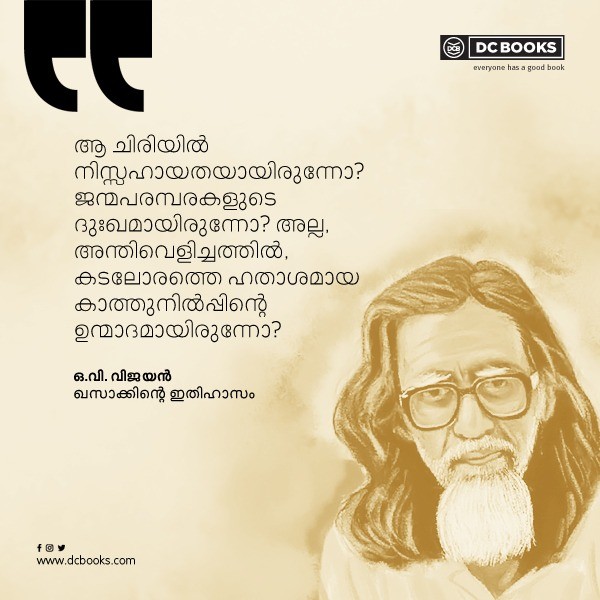 DCB DC BOOKS
everyone has a good book
ആ ചിരിയിൽ
നിസ്സഹായതയായിരുന്നോ?
ജന്മപരമ്പരകളുടെ
ദുഃഖമായിരുന്നോ? അല്ല,
അന്തിവെളിച്ചത്തിൽ,
കടലോരത്തെ ഹതാശമായ
കാത്തുനിൽപ്പിന്റെ
ഉന്മാദമായിരുന്നോ?
ഒ.വി. വിജയൻ
ഖസാക്കിന്റെ ഇതിഹാസം
www.dcbooks.com